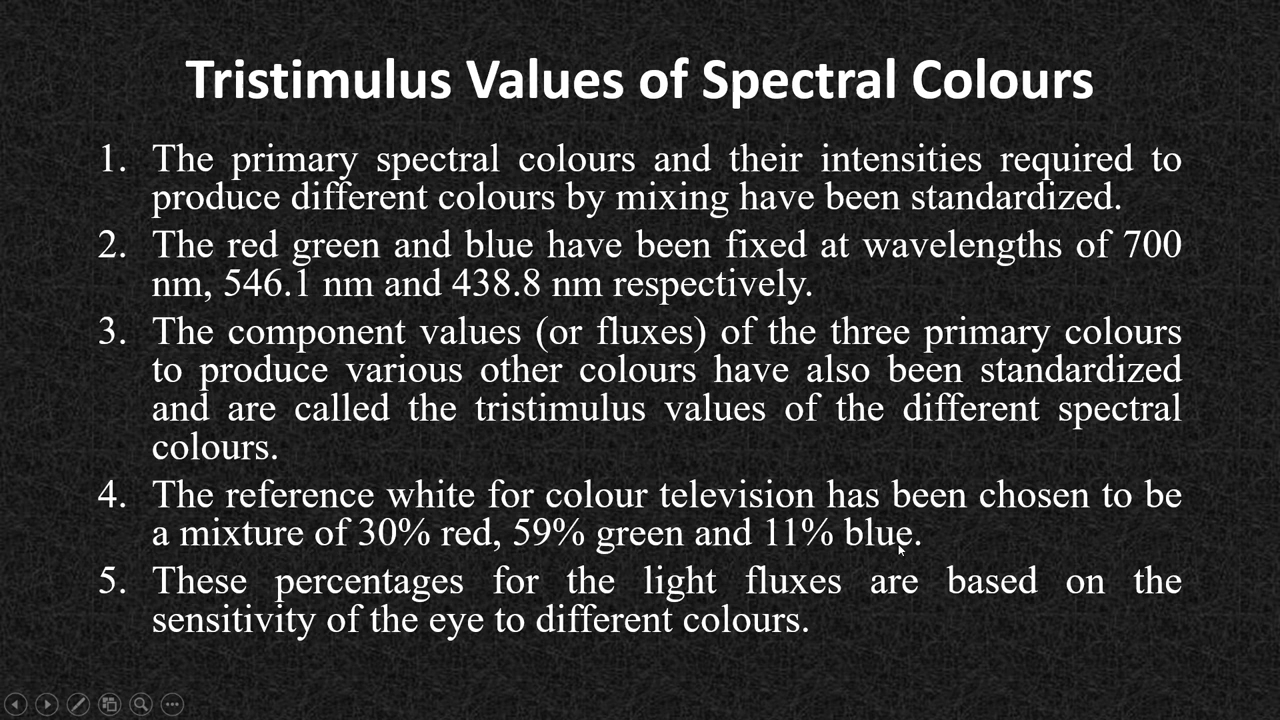 Tristimulus Values of Spectral Colours
1. The primary spectral colours and their intensities required to
produce different colours by mixing have been standardized.
2. The red green and blue have been fixed at wavelengths of 700
nm, 546.1 nm and 438.8 nm respectively.
3. The component values (or fluxes) of the three primary colours
to produce various other colours have also been standardized
and are called the tristimulus values of the different spectral
colours.
4. The reference white for colour television has been chosen to be
a mixture of 30% red, 59% green and 11% blue.
5. These percentages for the light fluxes are based on the
sensitivity of the eye to different colours.